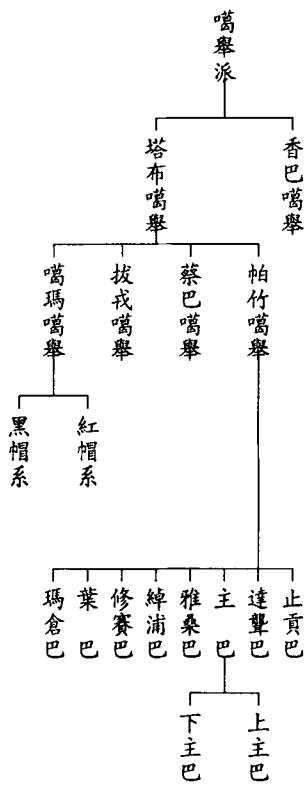 噶舉派
香巴噶舉
塔布噶舉
帕竹噶舉
蔡巴噶舉
拔戎噶舉
噶瑪噶舉
紅帽系
黑帽系
止貢巴
達壟巴
主巴
雅桑巴
綽浦巴
修賽巴
葉巴
瑪倉巴
上主巴
下主巴